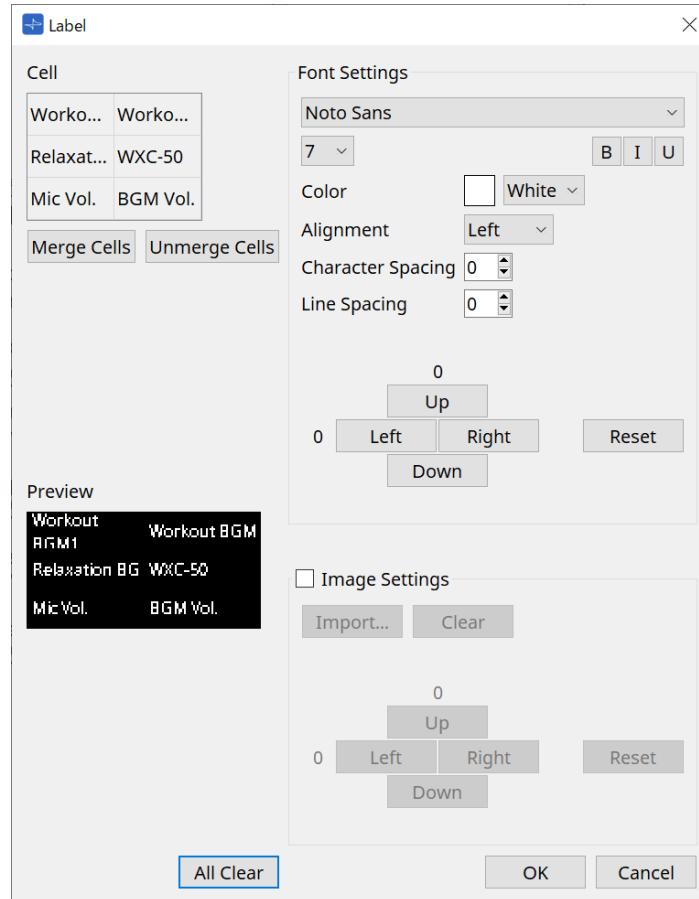 Label
Cell
Worko... Worko...
Relaxat... WXC-50
Mic Vol. BGM Vol.
Merge Cells Unmerge Cells
Preview
Workout
BGM1
Workout BGM
Relaxation BG WXC-50
Mic Vol. BGM Vol.
All Clear
Font Settings
Noto Sans
7
B I U
Color White
Alignment Left
Character Spacing 0
Line Spacing 0
0
Up
0 Left Right Reset
Down
Image Settings
Import... Clear
0
Up
0 Left Right Reset
Down
OK Cancel